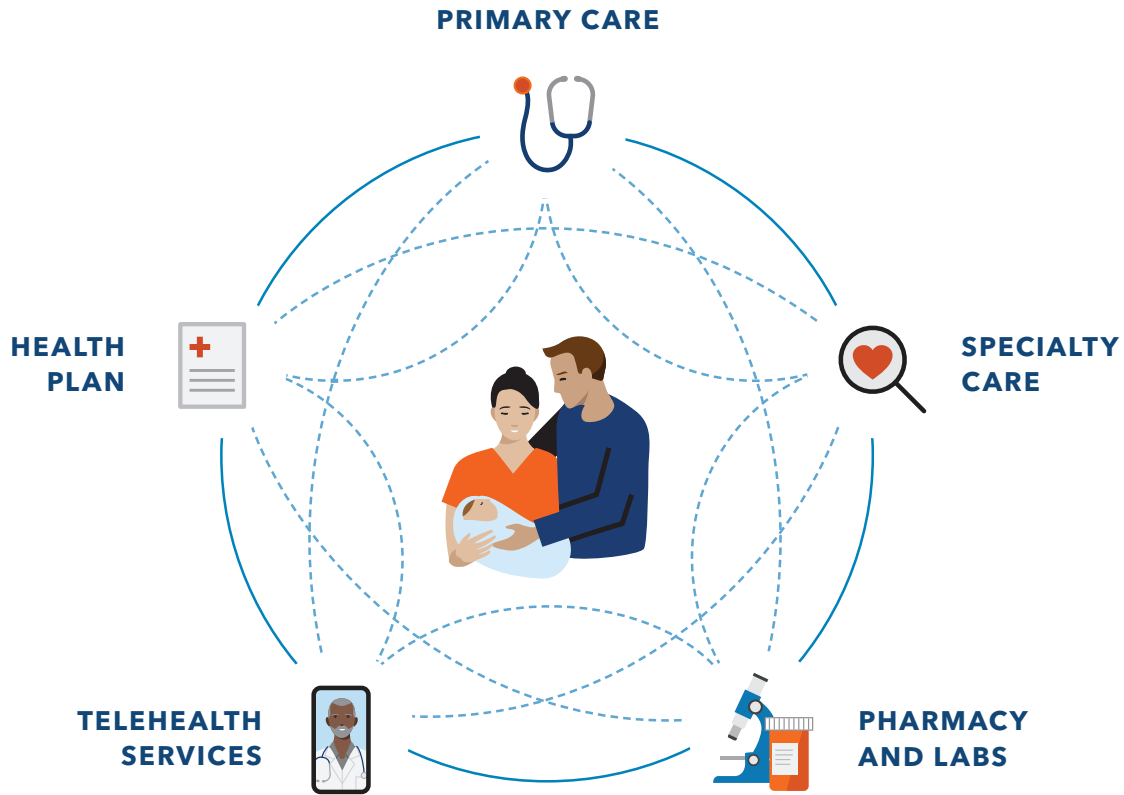 PRIMARY CARE
HEALTH
PLAN
SPECIALTY
CARE
TELEHEALTH
SERVICES
PHARMACY
AND LABS